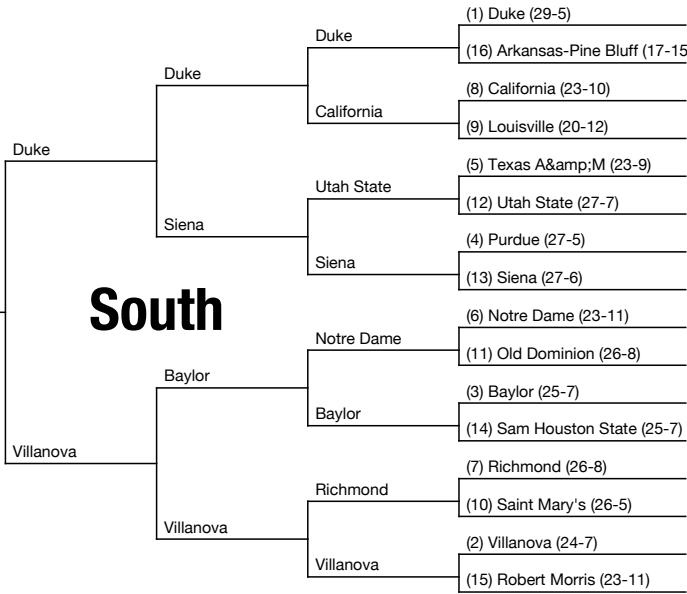 (1) Duke (29-5)
Duke
(16) Arkansas-Pine Bluff (17-15
Duke
(8) California (23-10)
California
(9) Louisville (20-12)
Duke
(5) Texas A&amp;M (23-9)
Utah State
(12) Utah State (27-7)
Siena
(4) Purdue (27-5)
Siena
(13) Siena (27-6)
South
(6) Notre Dame (23-11)
Notre Dame
(11) Old Dominion (26-8)
Baylor
(3) Baylor (25-7)
Baylor
(14) Sam Houston State (25-7)
Villanova
(7) Richmond (26-8)
Richmond
(10) Saint Mary's (26-5)
Villanova
(2) Villanova (24-7)
Villanova
(15) Robert Morris (23-11)